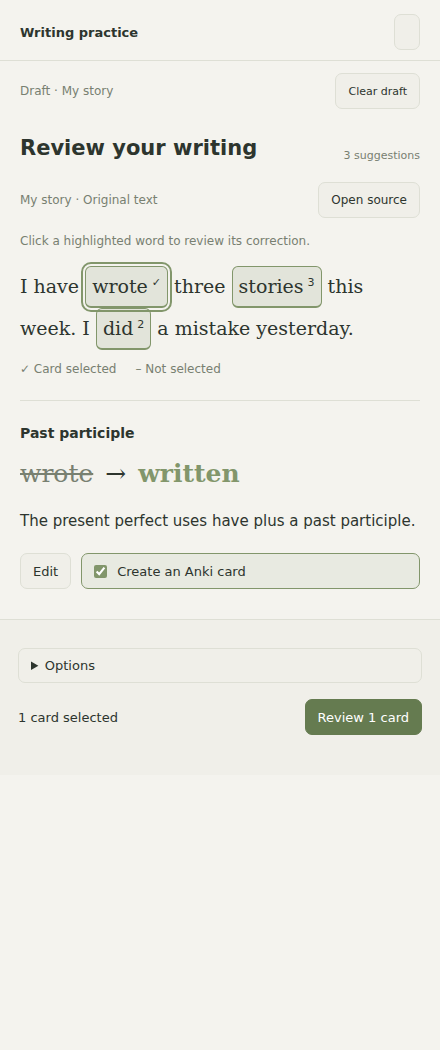 Writing practice
Draft · My story
Clear draft
Review your writing
3 suggestions
My story · Original text
Open source
Click a highlighted word to review its correction.
I have wrote ✓ three stories 3 this
week. I did 2 a mistake yesterday.
✓ Card selected – Not selected
Past participle
wrote → written
The present perfect uses have plus a past participle.
Edit
Create an Anki card
Options
1 card selected
Review 1 card